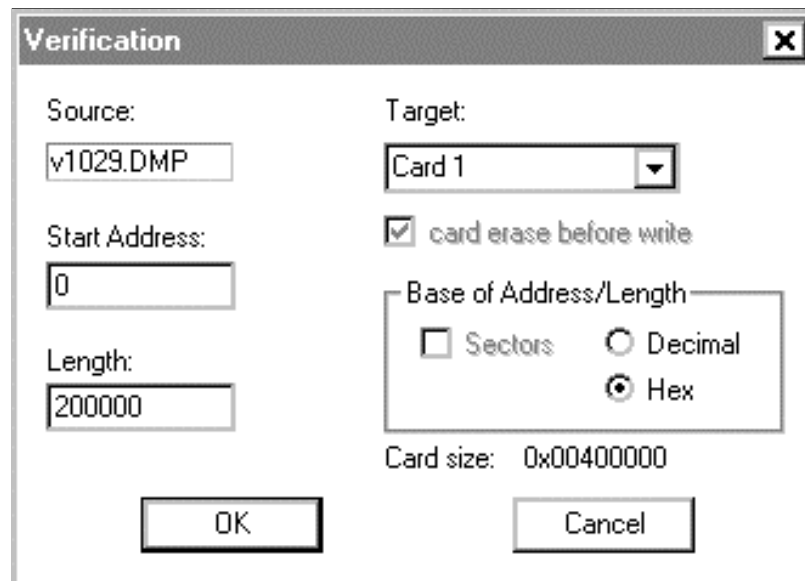 Verification
Source:
v1029.DMP
Start Address:
0
Length:
200000
Target:
Card 1
card erase before write
Base of Address/Length
Sectors
Decimal
Hex
Card size: 0x00400000
OK
Cancel